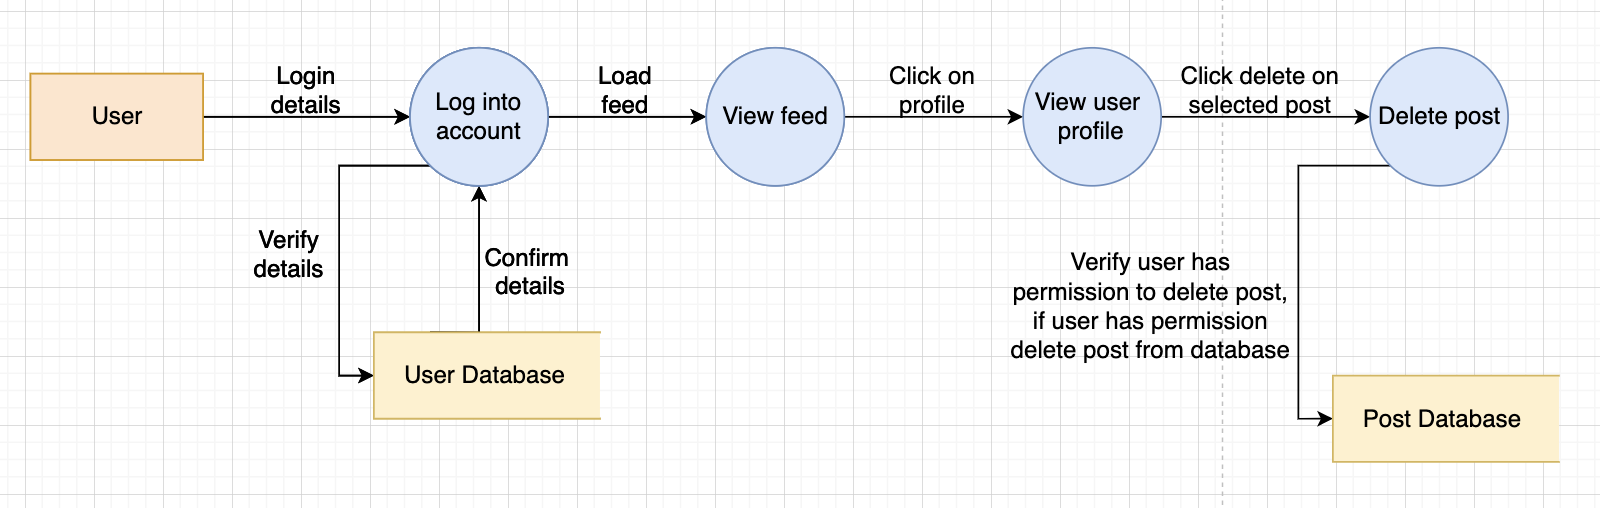 User
Login
details
Log into
account
Load
feed
View feed
Click on
profile
View user
profile
Click delete on
selected post
Delete post
Verify
details
Confirm
details
User Database
Verify user has
permission to delete post,
if user has permission
delete post from database
Post Database